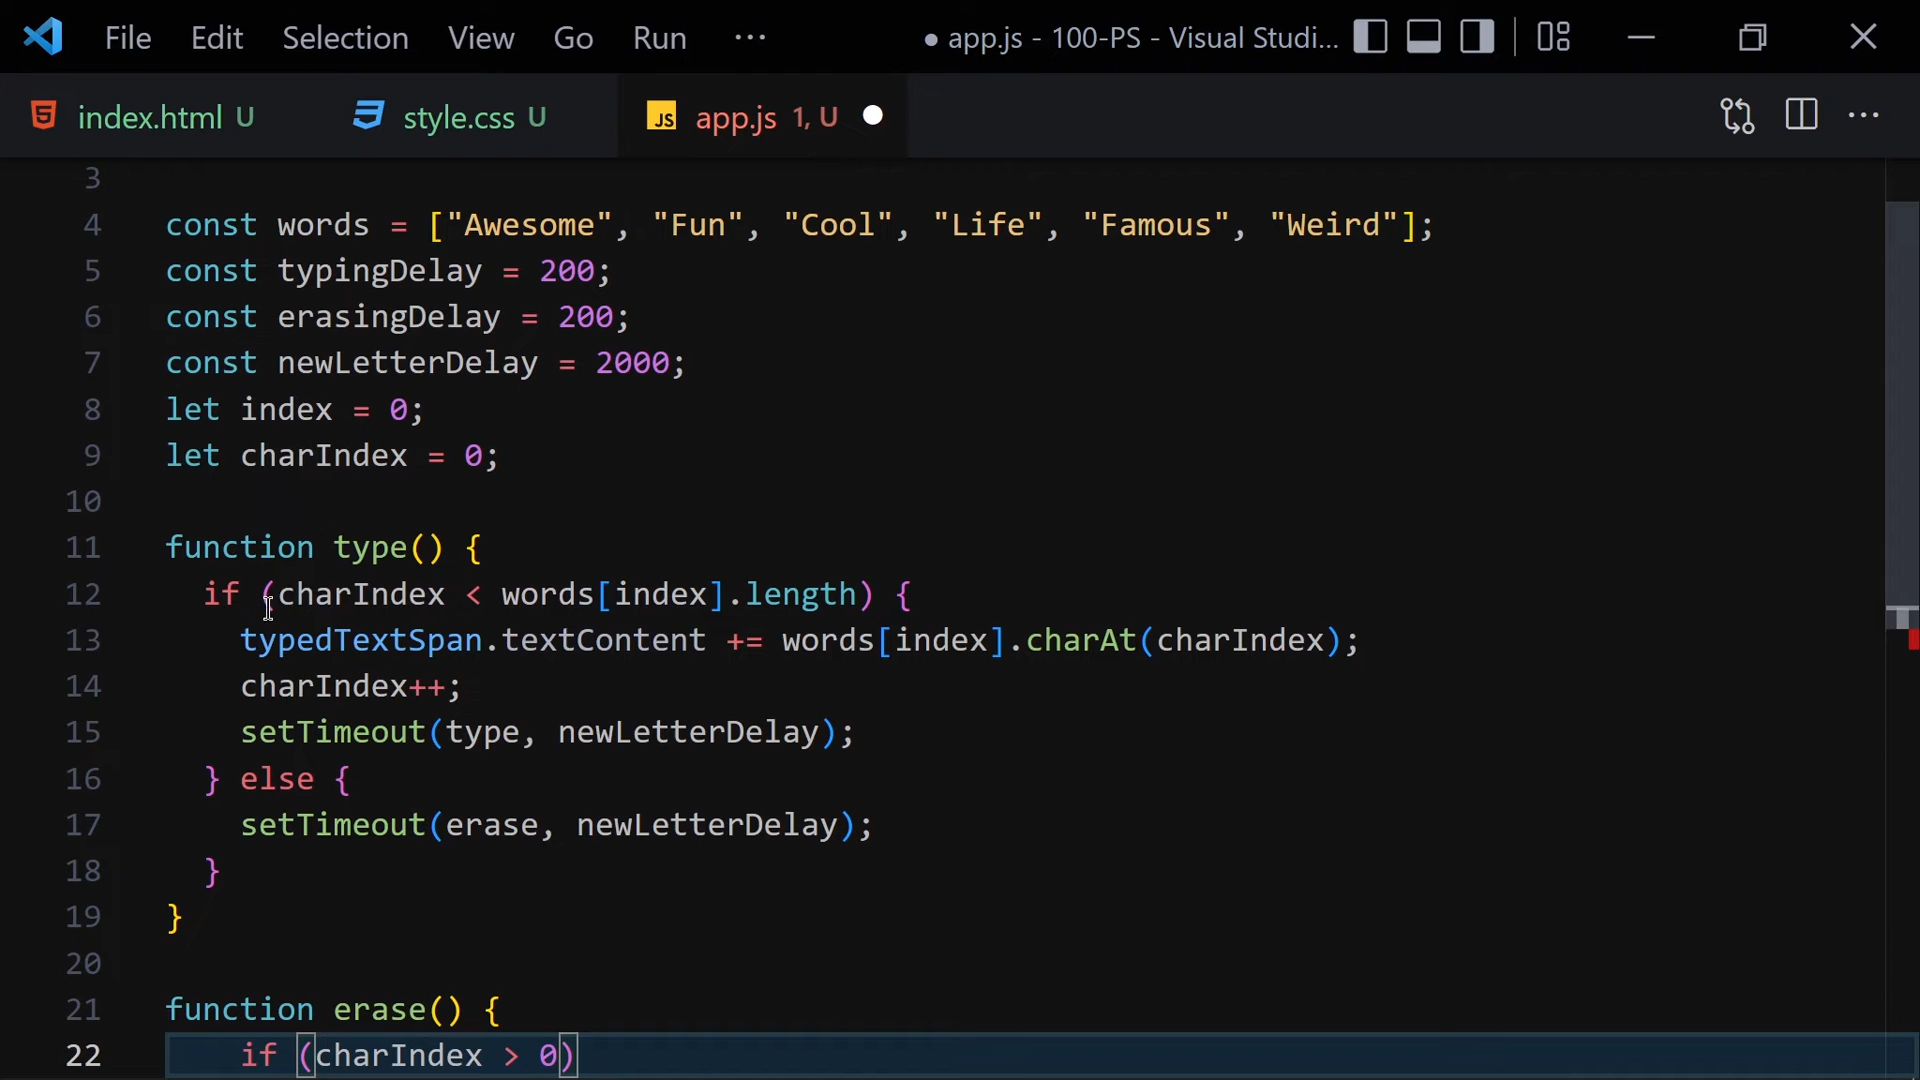 File Edit Selection View Go Run ··· ● app.js - 100-PS - Visual Studi...
index.html U style.css U app.js 1, U
3
4 const words = ["Awesome", "Fun", "Cool", "Life", "Famous", "Weird"];
5 const typingDelay = 200;
6 const erasingDelay = 200;
7 const newLetterDelay = 2000;
8 let index = 0;
9 let charIndex = 0;
10
11 function type() {
12 if (charIndex < words[index].length) {
13 typedTextSpan.textContent += words[index].charAt(charIndex);
14 charIndex++;
15 setTimeout(type, newLetterDelay);
16 } else {
17 setTimeout(erase, newLetterDelay);
18 }
19 }
20
21 function erase() {
22 if (charIndex > 0)